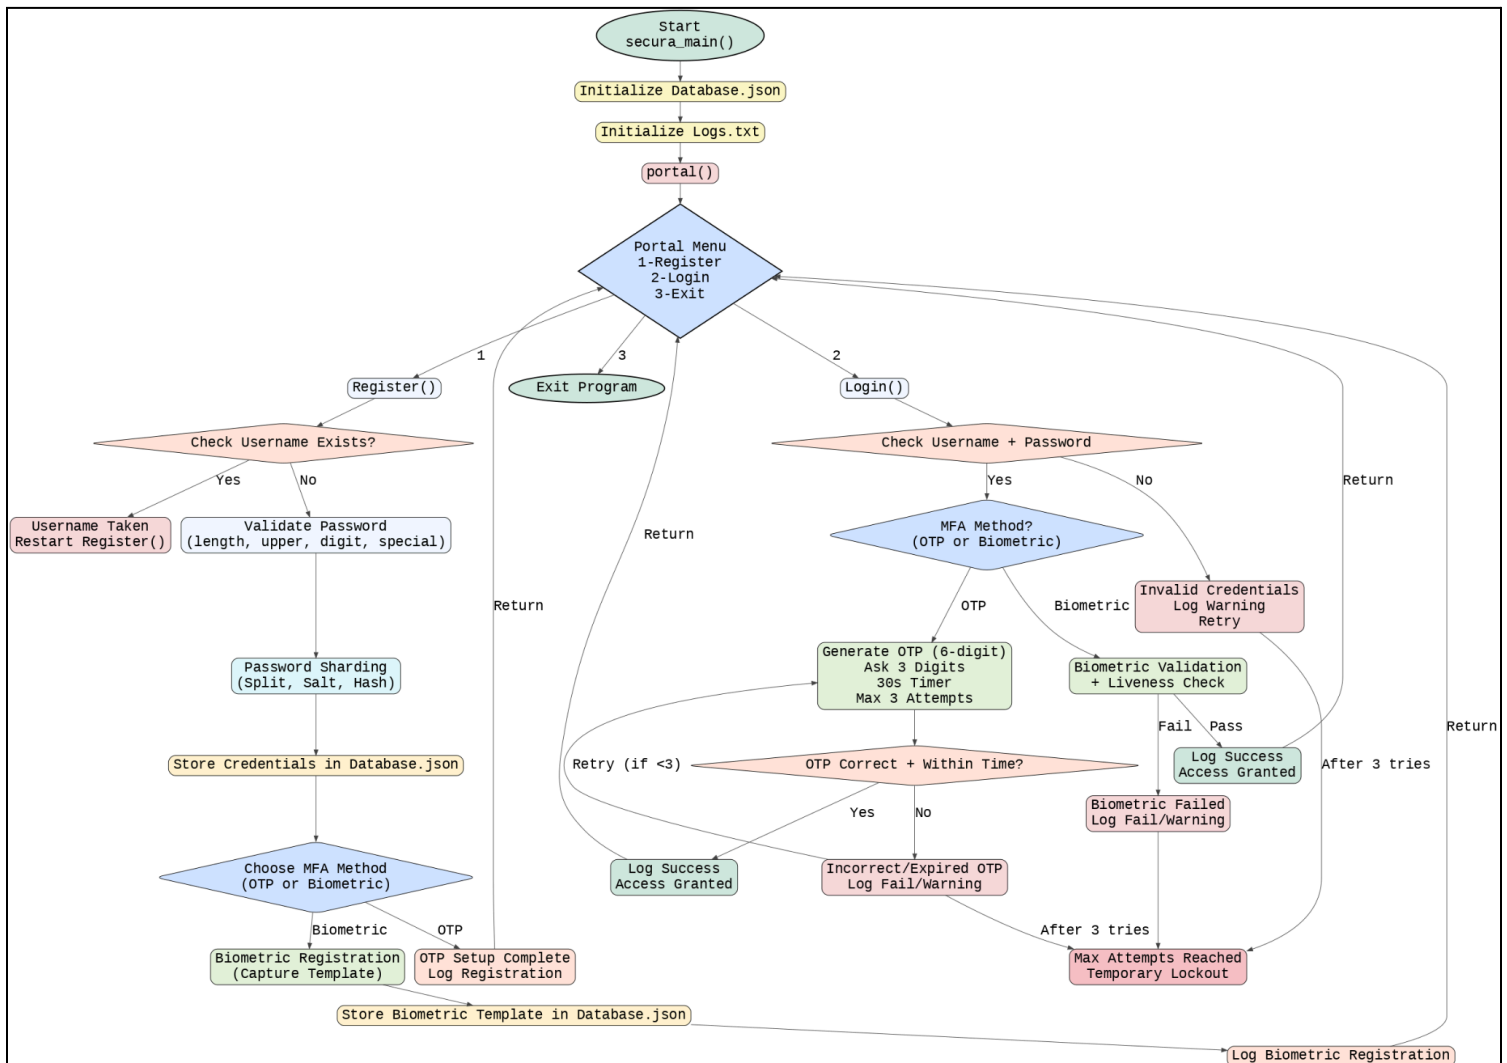 Start
secura_main()
Initialize Database.json
Initialize Logs.txt
portal()
Portal Menu
1-Register
2-Login
3-Exit
1
3
2
Register()
Exit Program
Login()
Check Username Exists?
Check Username + Password
Yes
No
Yes
No
Return
Username Taken
Restart Register()
Validate Password
(length, upper, digit, special)
MFA Method?
(OTP or Biometric)
Return
Invalid Credentials
Log Warning
Retry
Return
OTP
Biometric
Password Sharding
(Split, Salt, Hash)
Generate OTP (6-digit)
Ask 3 Digits
30s Timer
Max 3 Attempts
Biometric Validation
+ Liveness Check
Fail
Pass
Return
Store Credentials in Database.json
Retry (if <3)
OTP Correct + Within Time?
Log Success
Access Granted
After 3 tries
Yes
No
Biometric Failed
Log Fail/Warning
Choose MFA Method
(OTP or Biometric)
Log Success
Access Granted
Incorrect/Expired OTP
Log Fail/Warning
Biometric
OTP
After 3 tries
Biometric Registration
(Capture Template)
OTP Setup Complete
Log Registration
Max Attempts Reached
Temporary Lockout
Store Biometric Template in Database.json
Log Biometric Registration